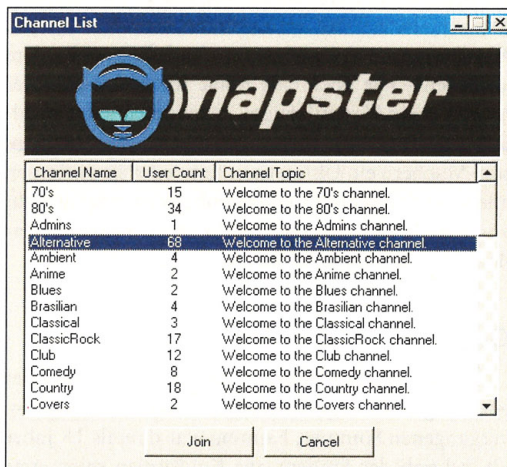 Channel List
napster
Channel Name User Count Channel Topic
70's 15 Welcome to the 70's channel.
80's 34 Welcome to the 80's channel.
Admins 1 Welcome to the Admins channel.
Alternative 68 Welcome to the Alternative channel.
Ambient 4 Welcome to the Ambient channel.
Anime 2 Welcome to the Anime channel.
Blues 2 Welcome to the Blues channel.
Brasilian 4 Welcome to the Brasilian channel.
Classical 3 Welcome to the Classical channel.
ClassicRock 17 Welcome to the ClassicRock channel.
Club 12 Welcome to the Club channel.
Comedy 8 Welcome to the Comedy channel.
Country 18 Welcome to the Country channel.
Covers 2 Welcome to the Covers channel.
Join Cancel